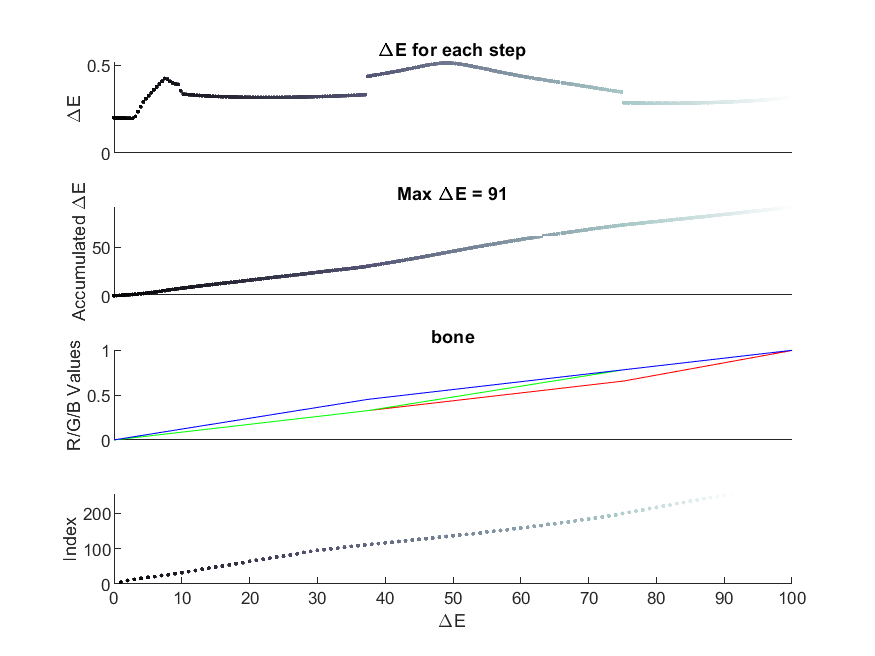 ΔE for each step
0.5
0
ΔE
Max ΔE = 91
50
0
Accumulated ΔE
bone
1
0.5
0
R/G/B Values
200
100
0
Index
0 10 20 30 40 50 60 70 80 90 100
ΔE